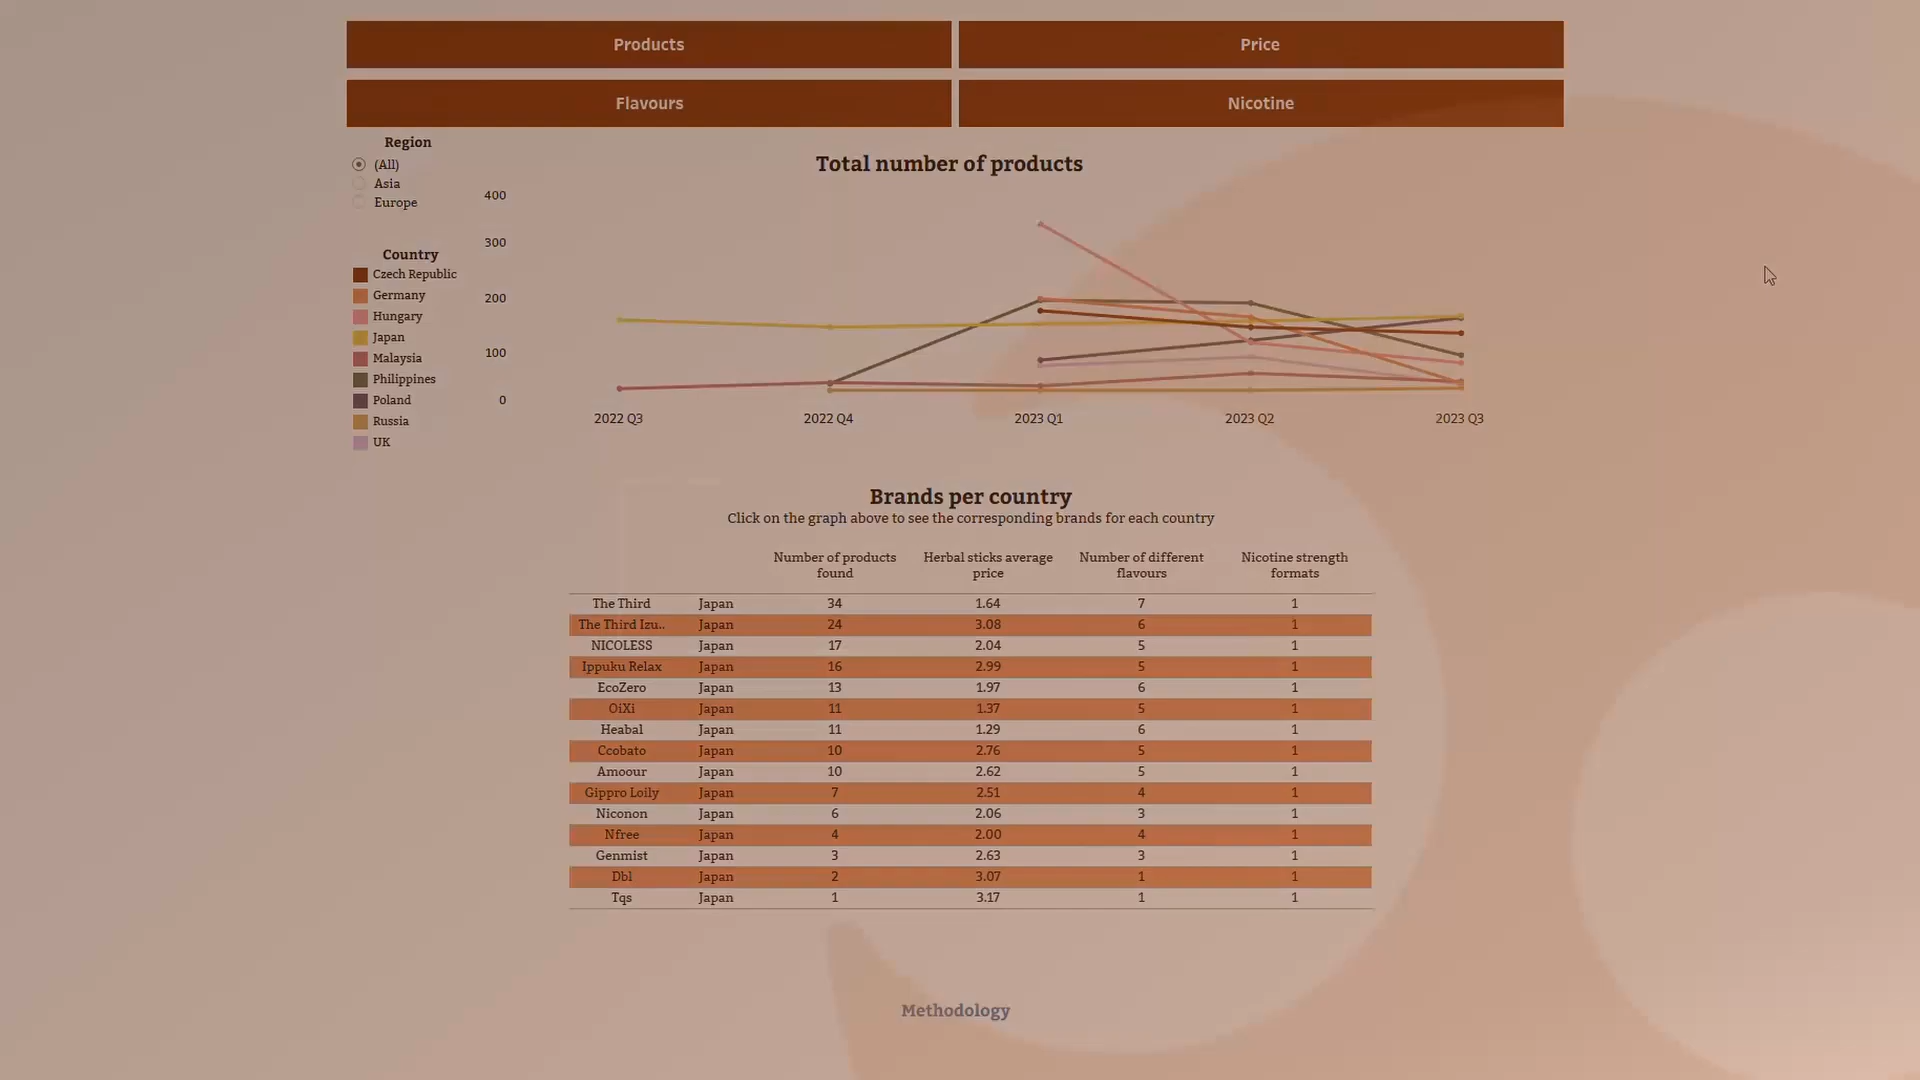 Products
Price
Flavours
Nicotine
Region
(All)
Asia
Europe
Country
Czech Republic
Germany
Hungary
Japan
Malaysia
Philippines
Poland
Russia
UK
Total number of products
400
300
200
100
0
2022 Q3 2022 Q4 2023 Q1 2023 Q2 2023 Q3
Brands per country
Click on the graph above to see the corresponding brands for each country
Number of products found Herbal sticks average price Number of different flavours Nicotine strength formats
The Third Japan 34 1.64 7 1
The Third Izu.. Japan 24 3.08 6 1
NICOLESS Japan 17 2.04 5 1
Ippuku Relax Japan 16 2.99 5 1
EcoZero Japan 13 1.97 6 1
OiXi Japan 11 1.37 5 1
Heabal Japan 11 1.29 6 1
Ccobato Japan 10 2.76 5 1
Amoour Japan 10 2.62 5 1
Gippro Loily Japan 7 2.51 4 1
Niconon Japan 6 2.06 3 1
Nfree Japan 4 2.00 4 1
Genmist Japan 3 2.63 3 1
Dbl Japan 2 3.07 1 1
Tqs Japan 1 3.17 1 1
Methodology